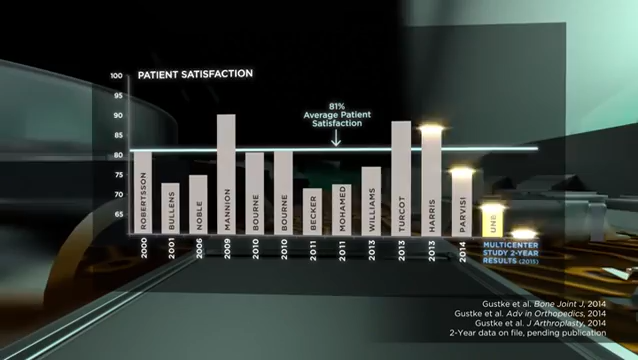 PATIENT SATISFACTION
100
95
90
85
80
75
70
65
81%
Average Patient
Satisfaction
ROBERTSSON
BULLENS
NOBLE
MANNION
BOURNE
BOURNE
BECKER
MOHAMED
WILLIAMS
TURCOT
HARRIS
PARVISI
UNB
2000
2001
2006
2009
2010
2010
2011
2011
2013
2013
2013
2014
MULTICENTER
STUDY 2-YEAR
RESULTS (2015)
Gustke et al. Bone Joint J, 2014
Gustke et al. Adv in Orthopedics, 2014
Gustke et al. J Arthroplasty, 2014
2-Year data on file, pending publication